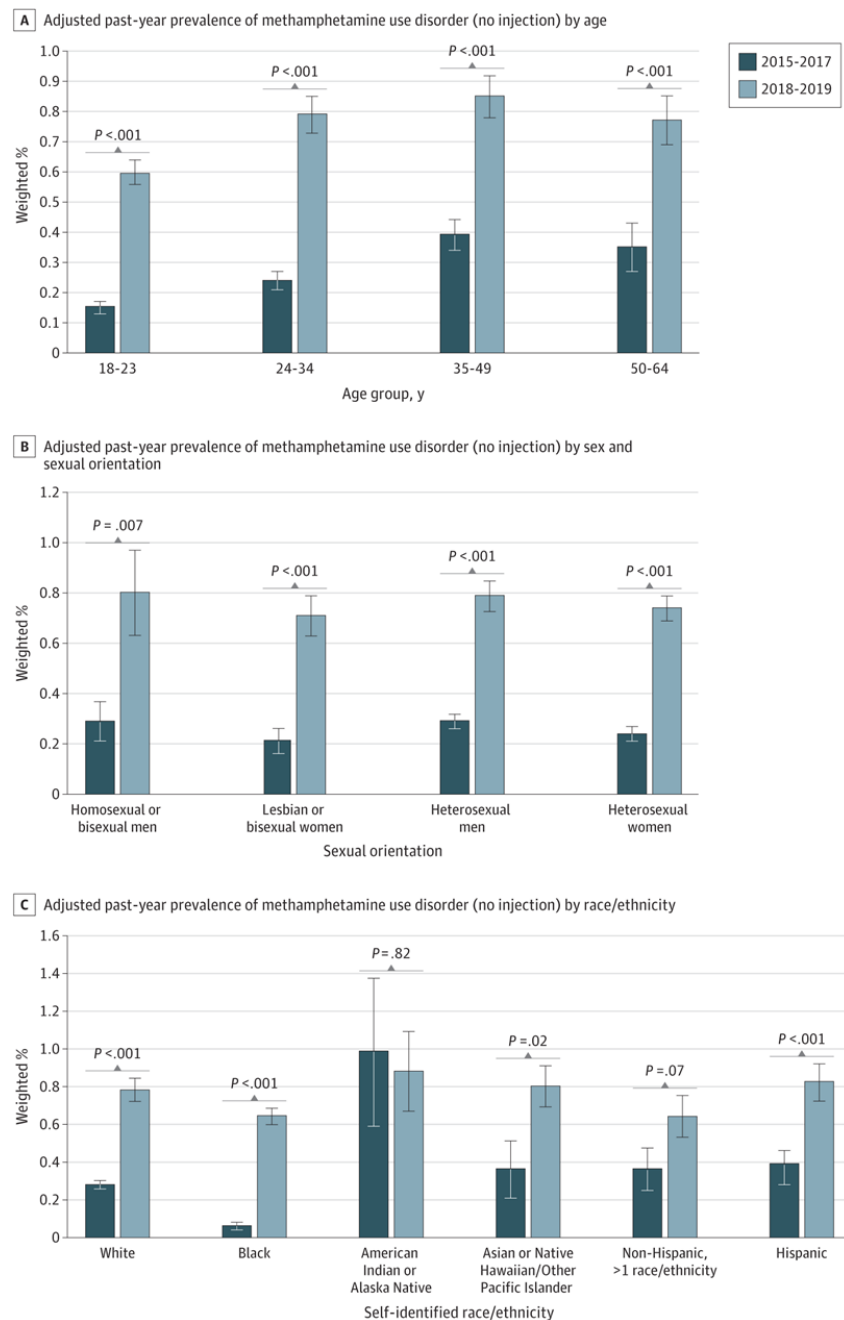 A Adjusted past-year prevalence of methamphetamine use disorder (no injection) by age
2015-2017
2018-2019
Weighted %
1.0
0.9
0.8
0.7
0.6
0.5
0.4
0.3
0.2
0.1
0
P <.001
P <.001
P <.001
P <.001
18-23
24-34
35-49
50-64
Age group, y
B Adjusted past-year prevalence of methamphetamine use disorder (no injection) by sex and
sexual orientation
Weighted %
1.2
1.0
0.8
0.6
0.4
0.2
0
P = .007
P <.001
P <.001
P <.001
Homosexual or
bisexual men
Lesbian or
bisexual women
Heterosexual
men
Heterosexual
women
Sexual orientation
C Adjusted past-year prevalence of methamphetamine use disorder (no injection) by race/ethnicity
Weighted %
1.6
1.4
1.2
1.0
0.8
0.6
0.4
0.2
0
P <.001
P <.001
P =.82
P =.02
P =.07
P <.001
White
Black
American
Indian or
Alaska Native
Asian or Native
Hawaiian/Other
Pacific Islander
Non-Hispanic,
>1 race/ethnicity
Hispanic
Self-identified race/ethnicity